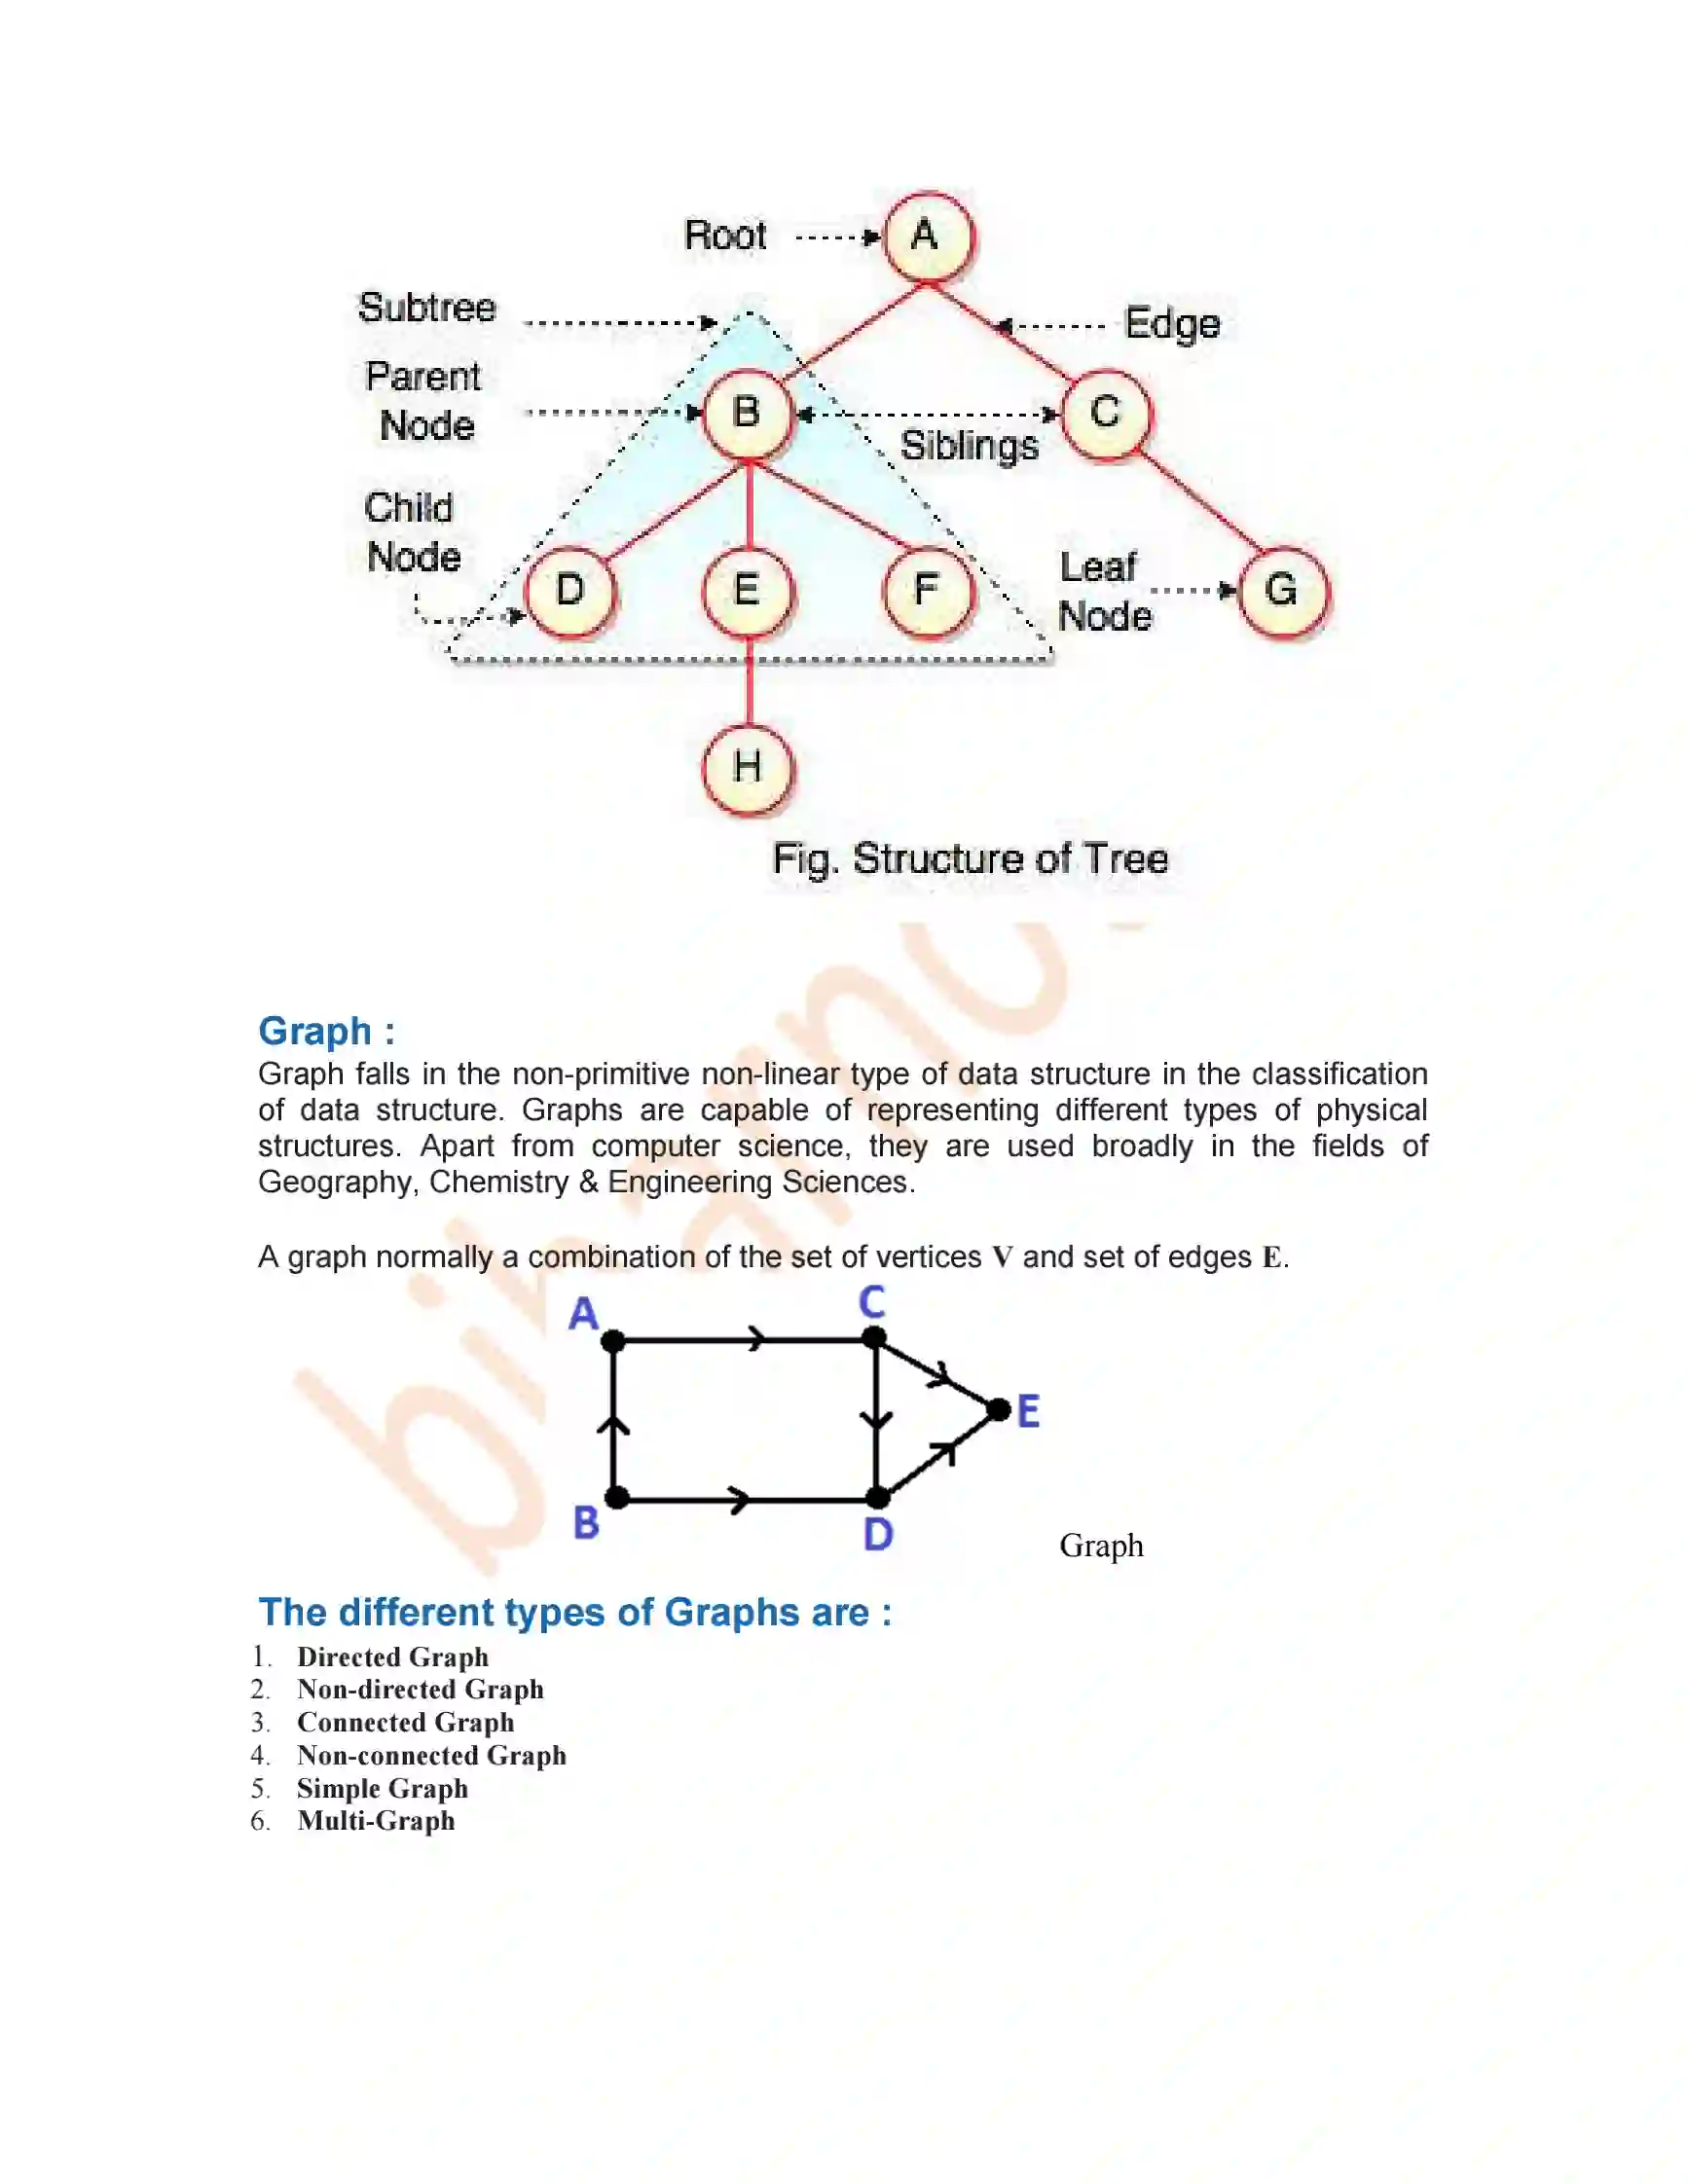 Root
A
Subtree
Edge
Parent
Node
B
C
Siblings
Child
Node
D
E
F
Leaf
Node
G
H
Fig. Structure of Tree
Graph :
Graph falls in the non-primitive non-linear type of data structure in the classification
of data structure. Graphs are capable of representing different types of physical
structures. Apart from computer science, they are used broadly in the fields of
Geography, Chemistry & Engineering Sciences.
A graph normally a combination of the set of vertices V and set of edges E.
A
C
E
B
D
Graph
The different types of Graphs are :
1. Directed Graph
2. Non-directed Graph
3. Connected Graph
4. Non-connected Graph
5. Simple Graph
6. Multi-Graph